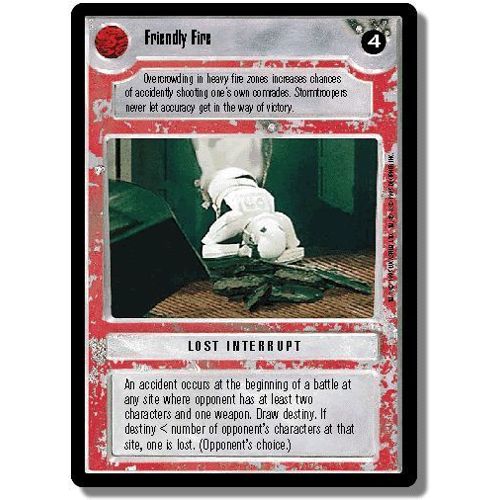 Friendly Fire
4
Overcrowding in heavy fire zones increases chances
of accidently shooting one's own comrades. Stormtroopers
never let accuracy get in the way of victory.
LOST INTERRUPT
An accident occurs at the beginning of a battle at
any site where opponent has at least two
characters and one weapon. Draw destiny. If
destiny < number of opponent's characters at that
site, one is lost. (Opponent's choice.)